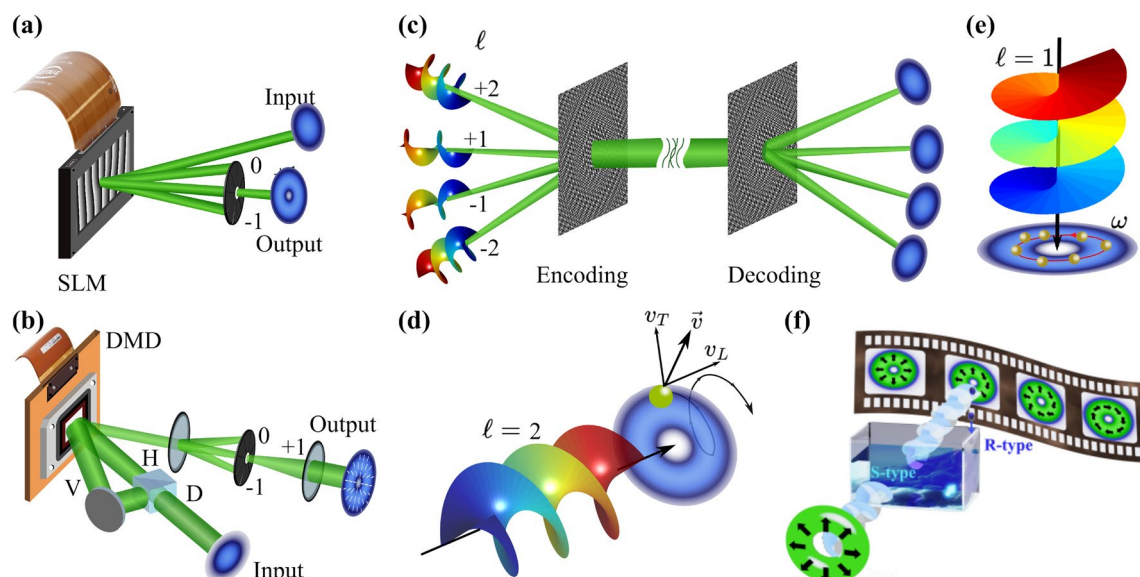 (a)
Input
0
-1
Output
SLM
(b)
DMD
H
V
D
0
+1
-1
Output
Input
(c)
ℓ
+2
+1
-1
-2
Encoding
Decoding
(d)
v_T
v⃗
v_L
ℓ = 2
(e)
ℓ = 1
ω
(f)
R-type
S-type